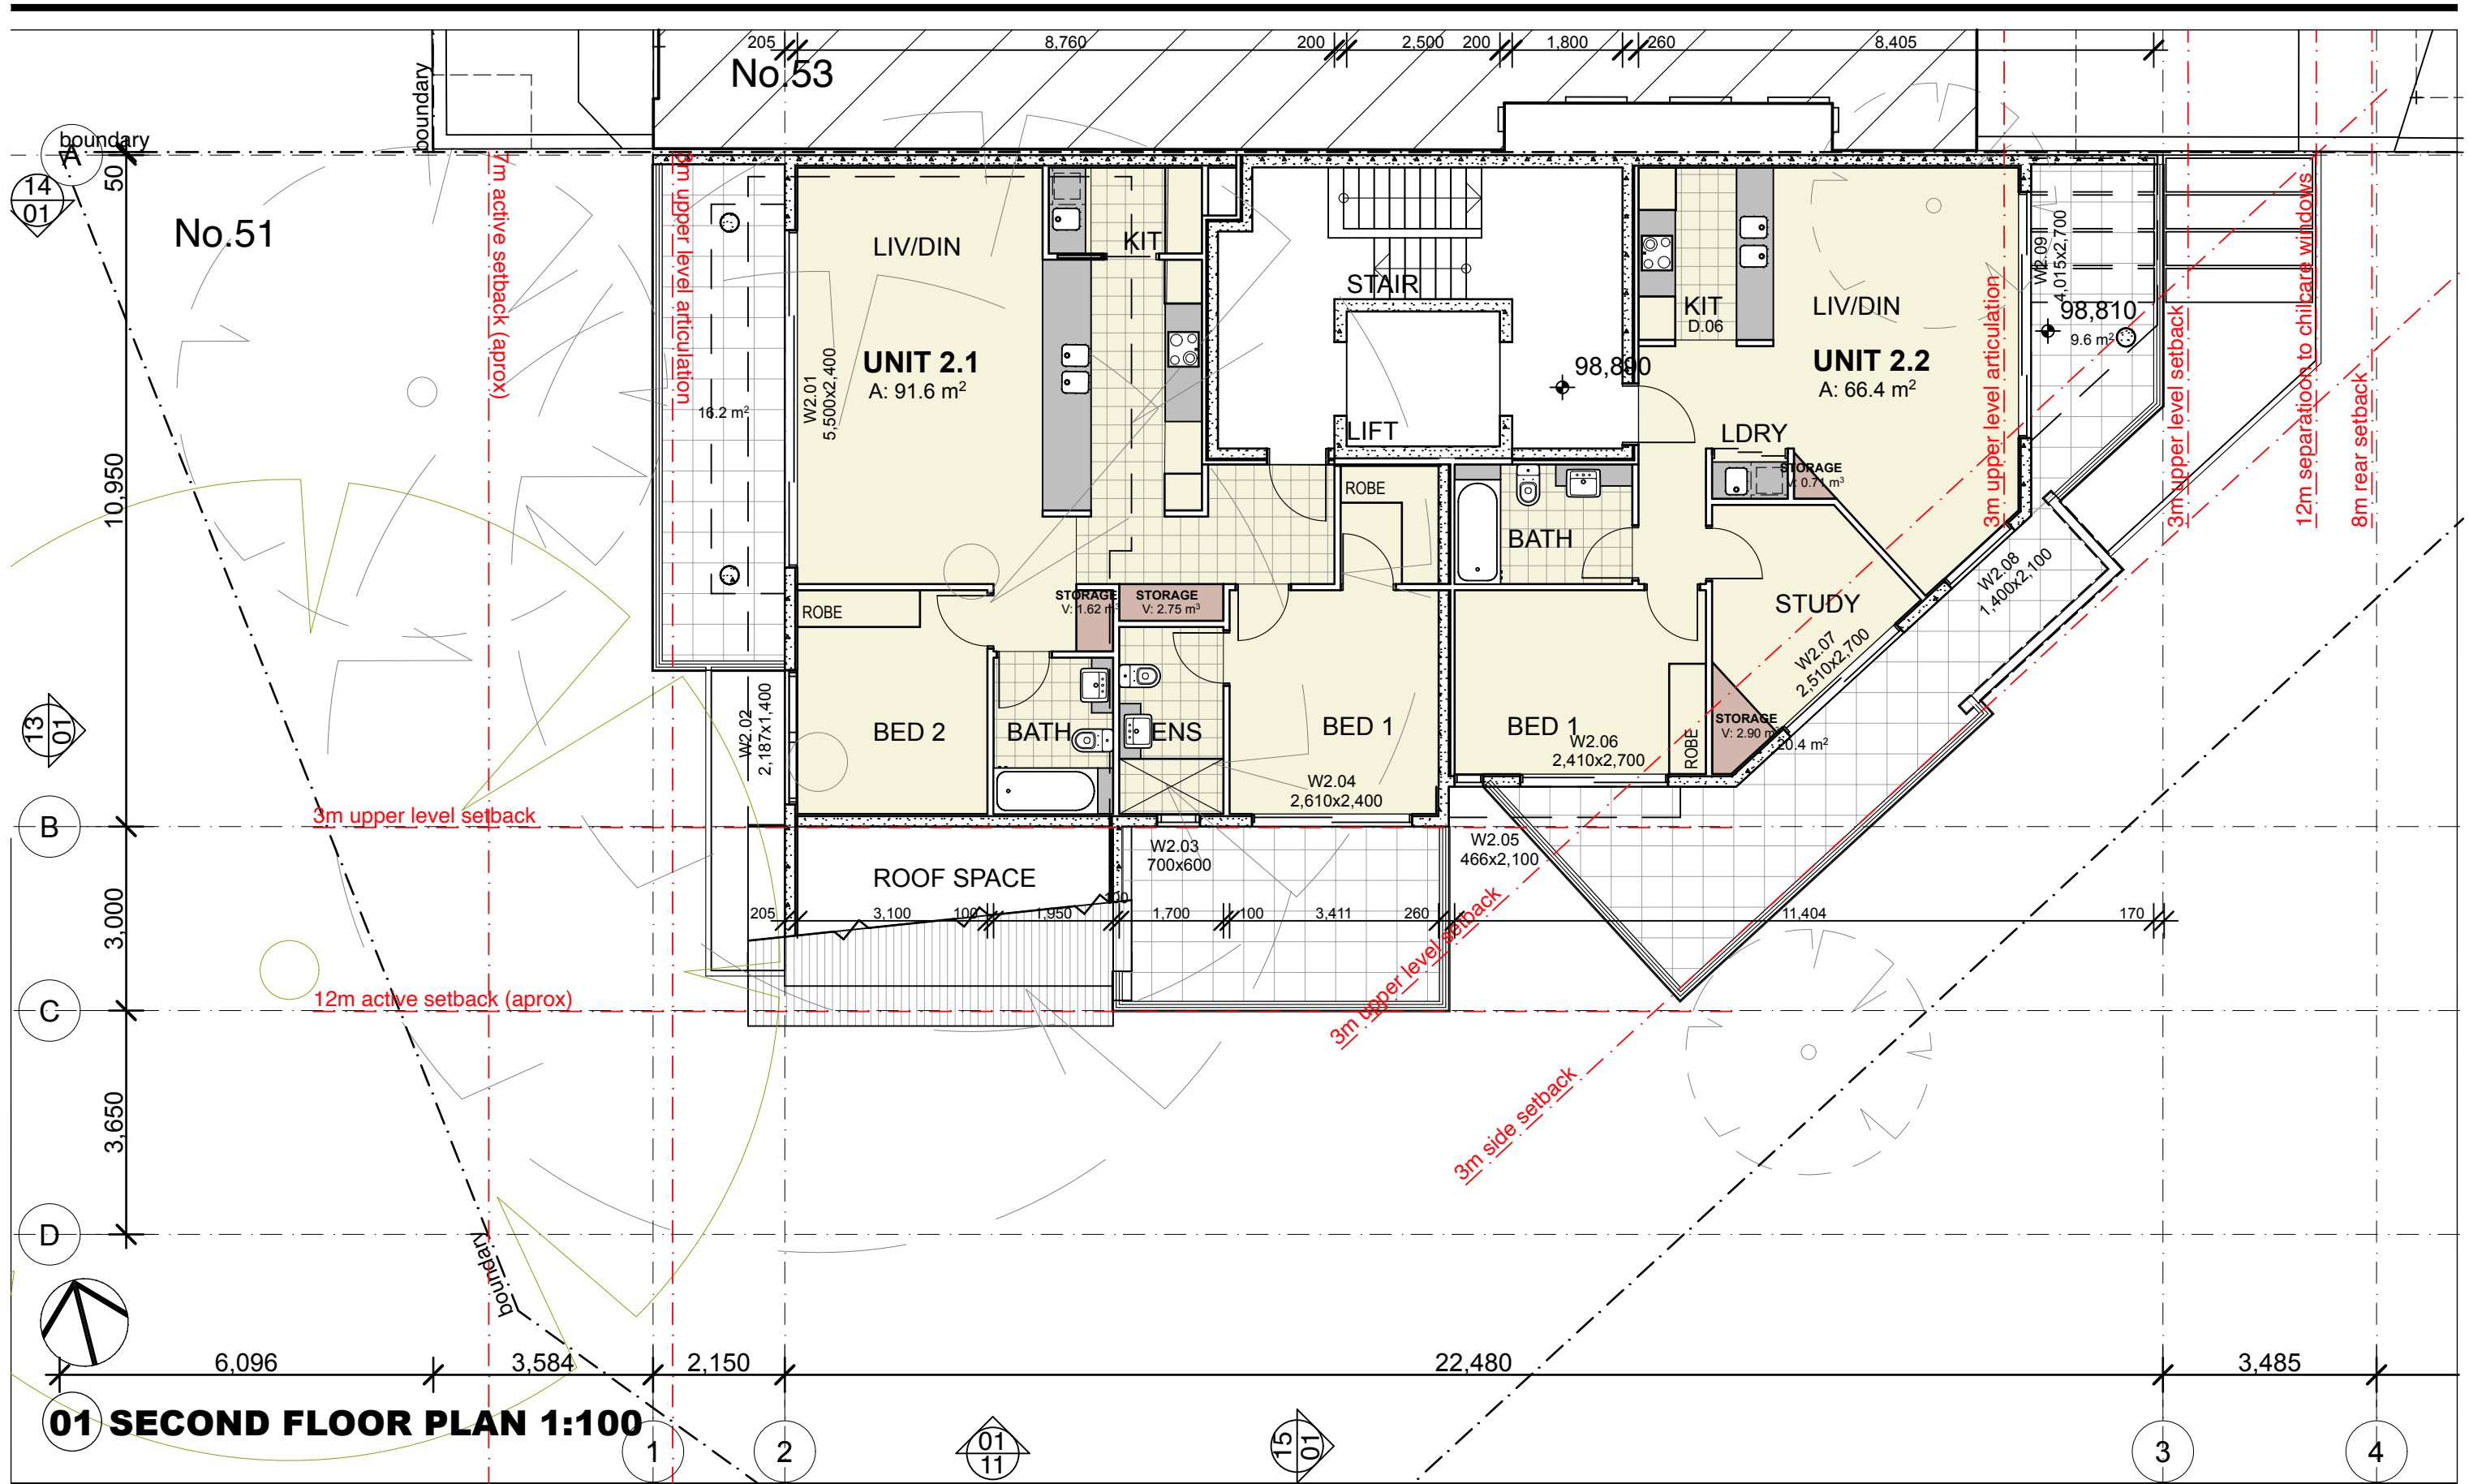 205
8,760
200
2,500
200
1,800
260
8,405
No.53
boundary
boundary
A
50
14
01
No.51
7m active setback (aprox)
3m upper level articulation
LIV/DIN
KIT
STAIR
KIT
D.06
LIV/DIN
W2.09
4,015x2,700
98,810
9.6 m²
UNIT 2.1
A: 91.6 m²
W2.01
5,500x2,400
16.2 m²
98,890
UNIT 2.2
A: 66.4 m²
LIFT
LDRY
STORAGE
V: 0.71 m³
3m upper level articulation
3m upper level setback
12m separation to chilcare windows
8m rear setback
10,950
ROBE
BATH
W2.08
1,400x2,100
STORAGE
V: 1.62 m³
STORAGE
V: 2.75 m³
ROBE
STUDY
W2.07
2,510x2,700
13
01
W2.02
2,187x1,400
BED 2
BATH
ENS
BED 1
BED 1
W2.06
2,410x2,700
ROBE
STORAGE
V: 2.90 m³
20.4 m²
W2.04
2,610x2,400
B
3m upper level setback
W2.03
700x600
W2.05
466x2,100
ROOF SPACE
3,000
205
3,100
100
1,950
1,700
100
3,411
260
11,404
170
3m upper level setback
C
12m active setback (aprox)
3,650
3m side setback
D
boundary
6,096
3,584
2,150
22,480
3,485
01 SECOND FLOOR PLAN 1:100
1
2
01
11
15
01
3
4